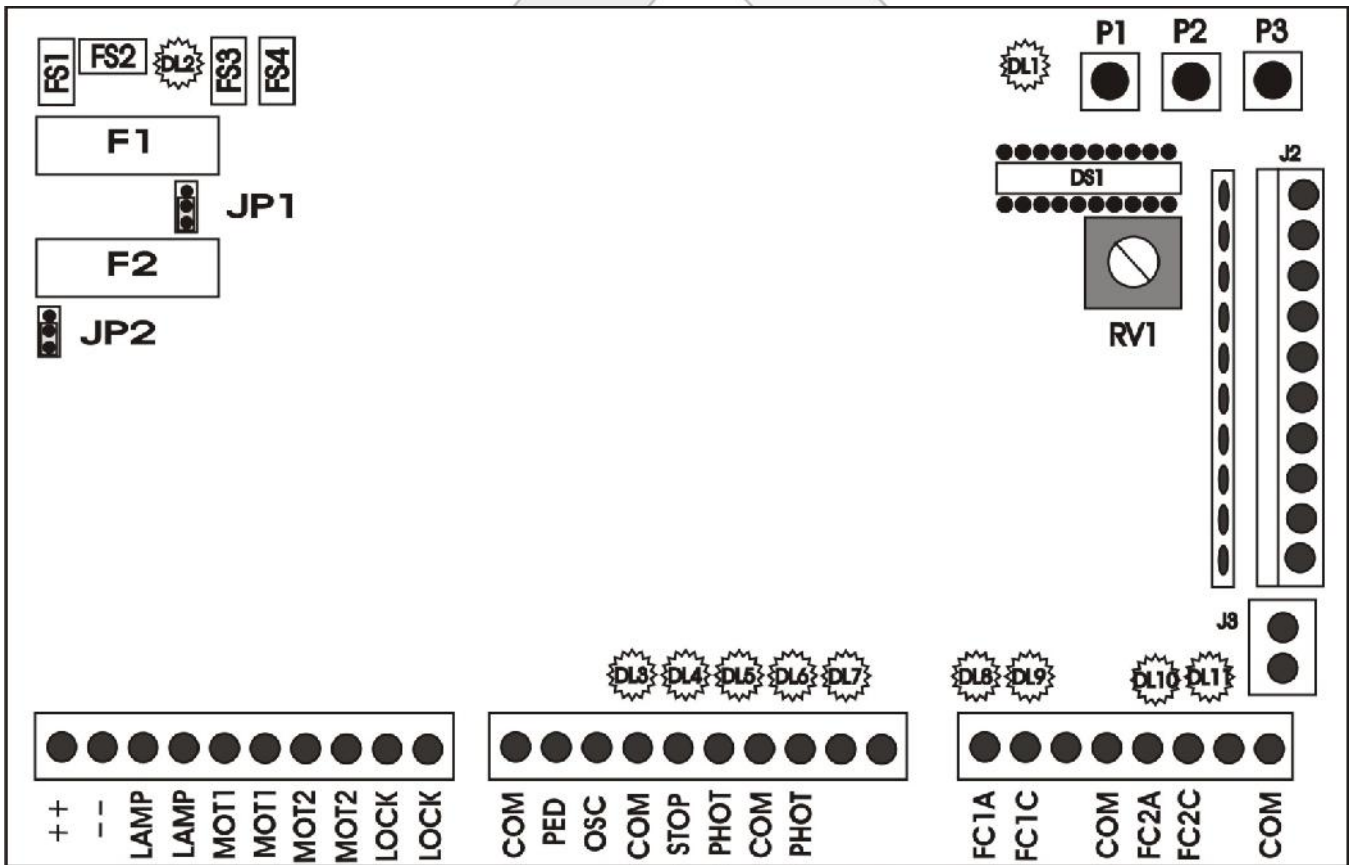 FS1 FS2 DL2 FS3 FS4 DL1 P1 P2 P3
F1
JP1
DS1 J2
F2
RV1
JP2
J3
DL3 DL4 DL5 DL6 DL7 DL8 DL9 DL10 DL11
++ -- LAMP LAMP MOT1 MOT1 MOT2 MOT2 LOCK LOCK COM PED OSC COM STOP PHOT COM PHOT FC1A FC1C COM FC2A FC2C COM